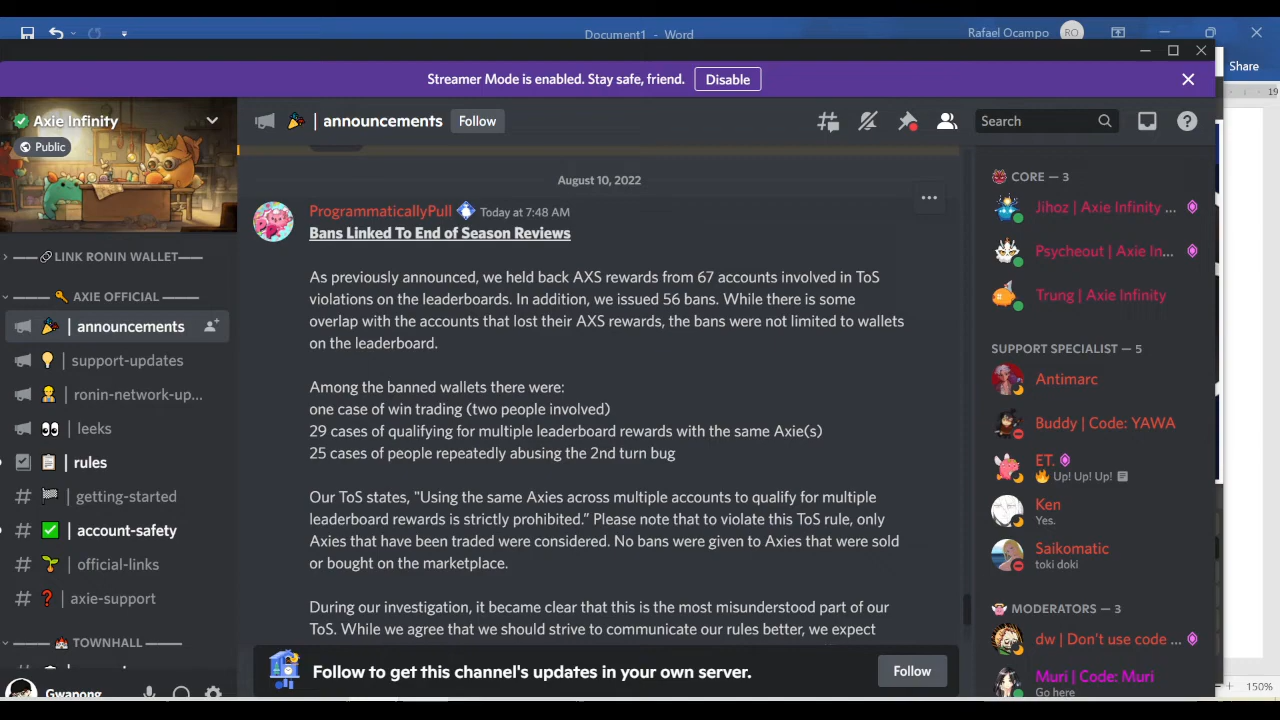 Document1 - Word
Rafael Ocampo
RO
Share
Streamer Mode is enabled. Stay safe, friend.
Disable
19
Axie Infinity
Public
LINK RONIN WALLET
AXIE OFFICIAL
| announcements
| support-updates
| ronin-network-up...
| leeks
| rules
| getting-started
| account-safety
| official-links
| axie-support
TOWNHALL
Gwapong
| announcements
Follow
Search
August 10, 2022
ProgrammaticallyPull Today at 7:48 AM
Bans Linked To End of Season Reviews
As previously announced, we held back AXS rewards from 67 accounts involved in ToS
violations on the leaderboards. In addition, we issued 56 bans. While there is some
overlap with the accounts that lost their AXS rewards, the bans were not limited to wallets
on the leaderboard.
Among the banned wallets there were:
one case of win trading (two people involved)
29 cases of qualifying for multiple leaderboard rewards with the same Axie(s)
25 cases of people repeatedly abusing the 2nd turn bug
Our ToS states, "Using the same Axies across multiple accounts to qualify for multiple
leaderboard rewards is strictly prohibited.” Please note that to violate this ToS rule, only
Axies that have been traded were considered. No bans were given to Axies that were sold
or bought on the marketplace.
During our investigation, it became clear that this is the most misunderstood part of our
ToS. While we agree that we should strive to communicate our rules better, we expect
Follow to get this channel's updates in your own server.
Follow
CORE — 3
Jihoz | Axie Infinity ...
Psycheout | Axie In...
Trung | Axie Infinity
SUPPORT SPECIALIST — 5
Antimarc
Buddy | Code: YAWA
ET.
Up! Up! Up!
Ken
Yes.
Saikomatic
toki doki
MODERATORS — 3
dw | Don't use code ...
Muri | Code: Muri
Go here
150%